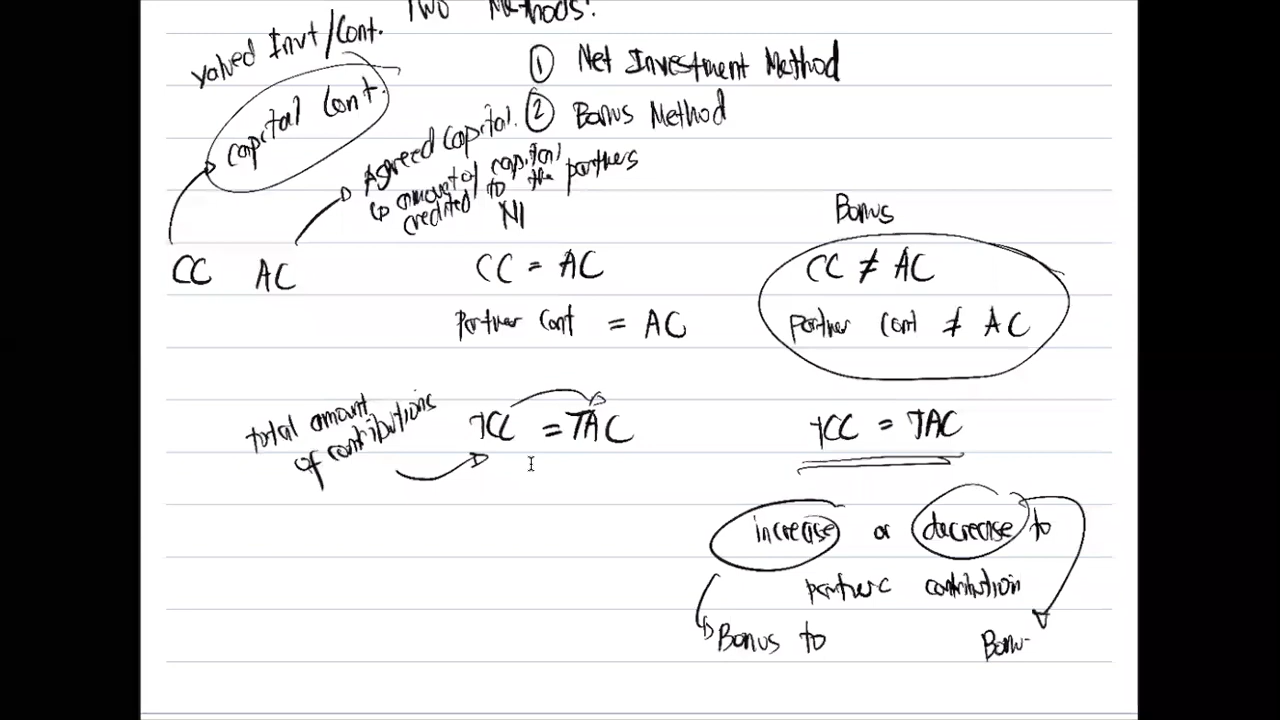 Two Methods:
① Net Investment Method
② Bonus Method
valued Invt/Cont.
Capital Cont.
Agreed Capital.
↳ amount of capital
credited to the partners
NI
Bonus
CC AC
CC = AC
CC ≠ AC
partner Cont = AC
partner Cont ≠ AC
total amount
of contributions
TCC = TAC
TCC = TAC
increase or decrease to
partner contribution
Bonus to
Bonu